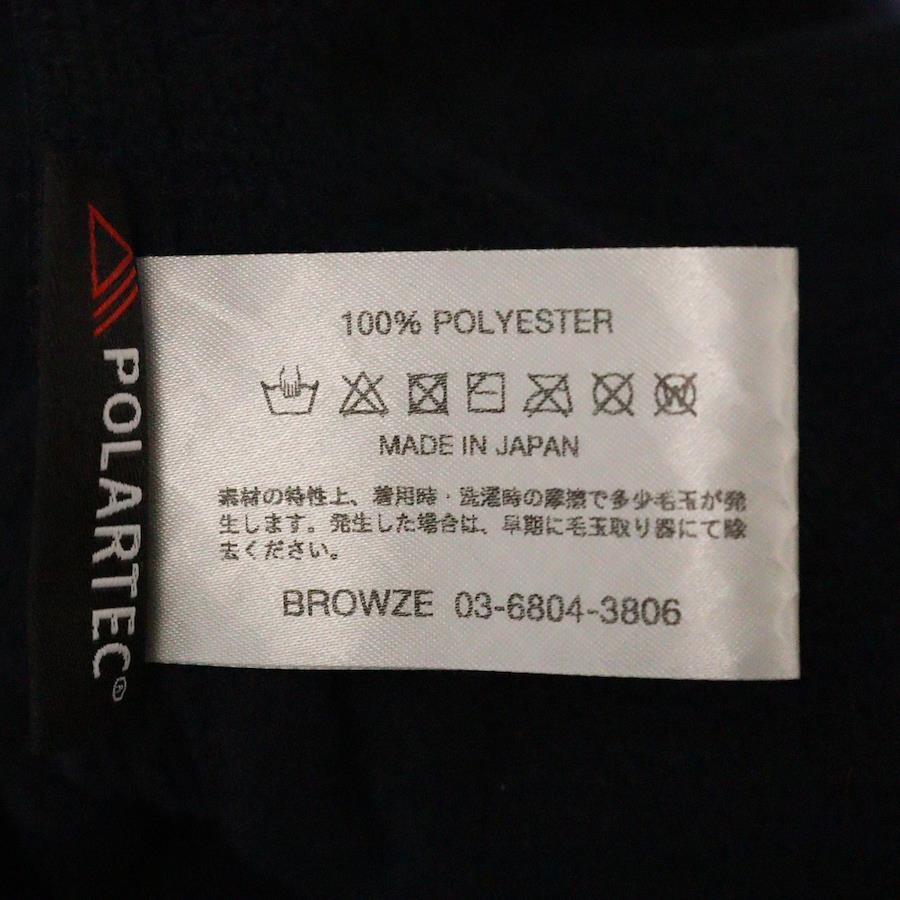 POLARTEC®
100% POLYESTER
MADE IN JAPAN
素材の特性上、着用時・洗濯時の摩擦で多少毛玉が発
生します。発生した場合は、早期に毛玉取り器にて除
去ください。
BROWZE 03-6804-3806